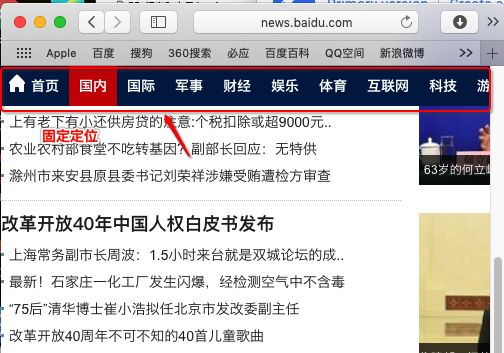 news.baidu.com
Apple 百度 搜狗 360搜索 必应 百度百科 QQ空间 新浪微博 >> +
首页 国内 国际 军事 财经 娱乐 体育 互联网 科技 游
上有老下有小还供房贷的注意:个税扣除或超9000元..
固定定位
农业农村部食堂不吃转基因？副部长回应：无特供
滁州市来安县原县委书记刘荣祥涉嫌受贿遭检方审查
63岁的何立峰
改革开放40年中国人权白皮书发布
上海常务副市长周波：1.5小时来台就是双城论坛的成..
最新！石家庄一化工厂发生闪爆，经检测空气中不含毒
“75后”清华博士崔小浩拟任北京市发改委副主任
改革开放40周年不可不知的40首儿童歌曲